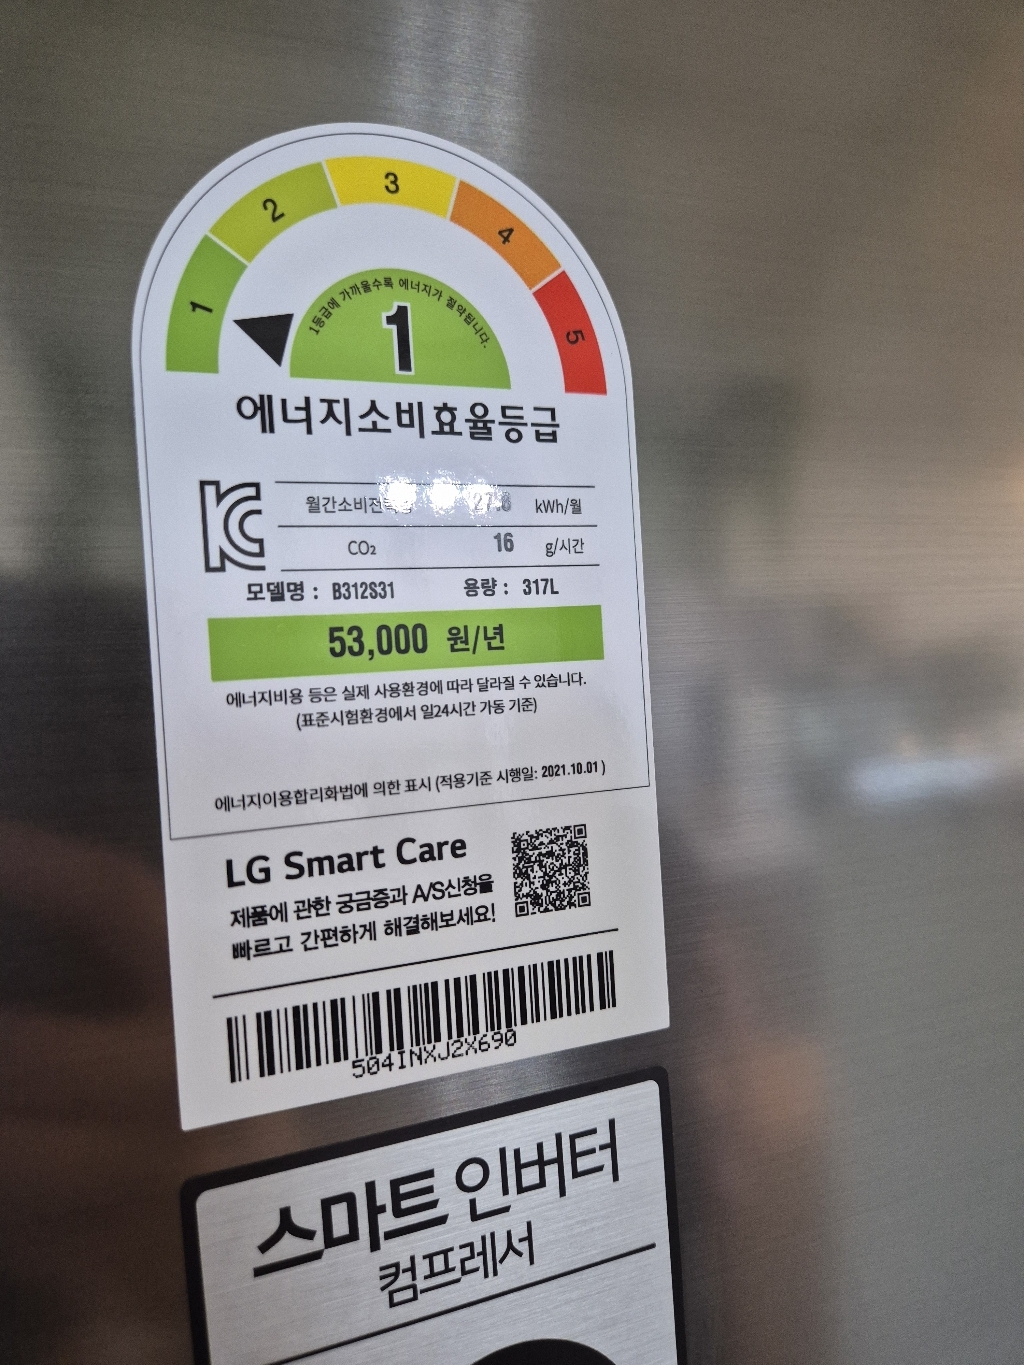 1 2 3 4 5
1등급에 가까울수록 에너지가 절약됩니다.
1
에너지소비효율등급
월간소비전력량 27.6 kWh/월
CO₂ 16 g/시간
모델명 : B312S31 용량 : 317L
53,000 원/년
에너지비용 등은 실제 사용환경에 따라 달라질 수 있습니다.
(표준시험환경에서 일24시간 가동 기준)
에너지이용합리화법에 의한 표시 (적용기준 시행일: 2021.10.01 )
LG Smart Care
제품에 관한 궁금증과 A/S신청을
빠르고 간편하게 해결해보세요!
504INXJ2X690
스마트 인버터
컴프레서